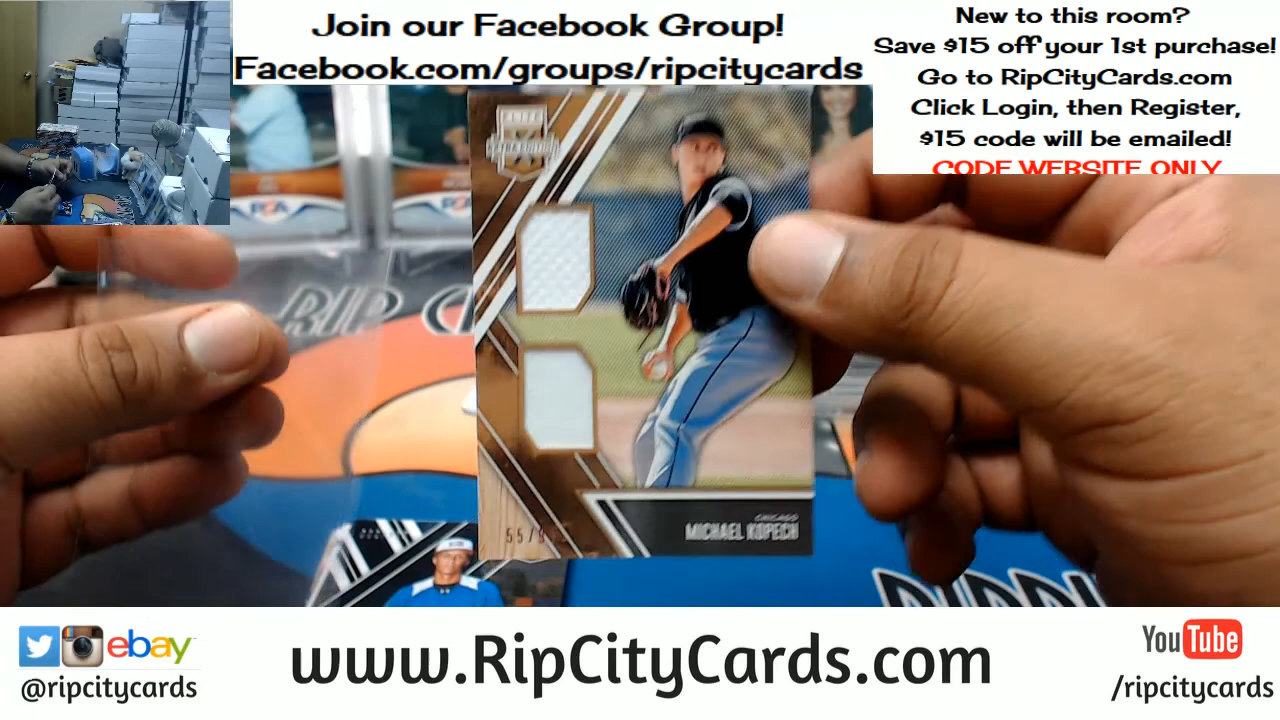 Join our Facebook Group!
Facebook.com/groups/ripcitycards
New to this room?
Save $15 off your 1st purchase!
Go to RipCityCards.com
Click Login, then Register,
$15 code will be emailed!
CODE WEBSITE ONLY
RIP
CHICAGO
MICHAEL KOPECH
ebay
@ripcitycards
www.RipCityCards.com
YouTube
/ripcitycards